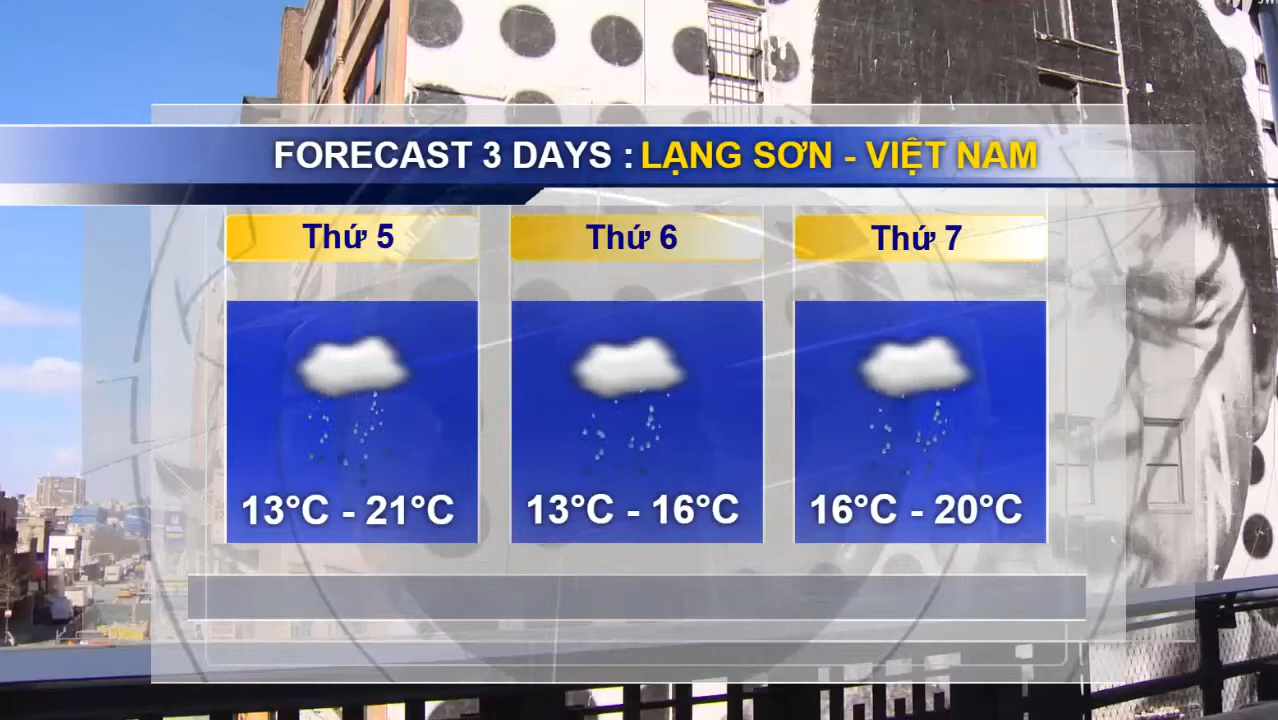 FORECAST 3 DAYS : LẠNG SƠN - VIỆT NAM
Thứ 5
Thứ 6
Thứ 7
13°C - 21°C
13°C - 16°C
16°C - 20°C